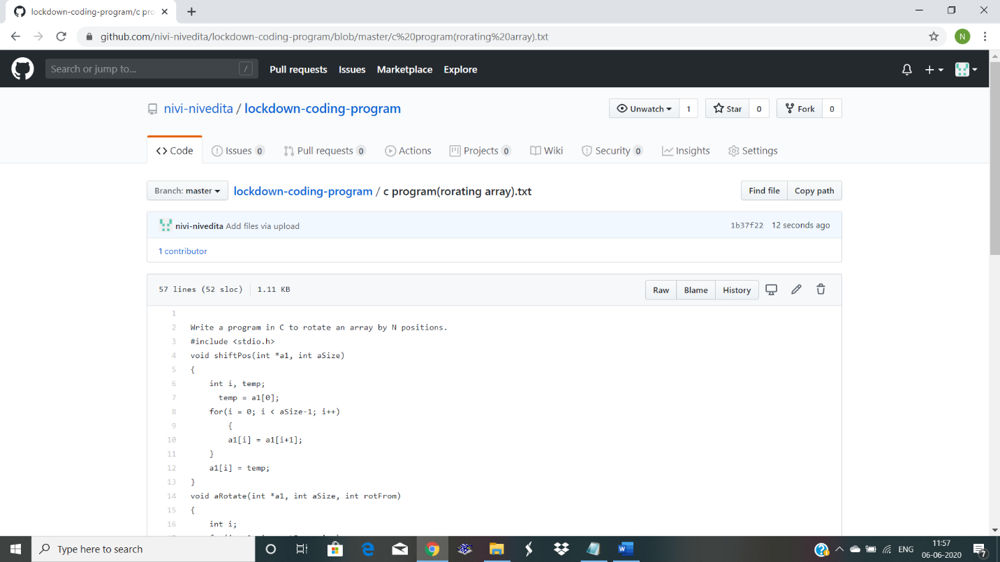 lockdown-coding-program/c pro
github.com/nivi-nivedita/lockdown-coding-program/blob/master/c%20program(rorating%20array).txt
N
Search or jump to...
/
Pull requests Issues Marketplace Explore
nivi-nivedita / lockdown-coding-program
Unwatch 1 Star 0 Fork 0
Code Issues 0 Pull requests 0 Actions Projects 0 Wiki Security 0 Insights Settings
Branch: master lockdown-coding-program / c program(rorating array).txt Find file Copy path
nivi-nivedita Add files via upload 1b37f22 12 seconds ago
1 contributor
57 lines (52 sloc) 1.11 KB Raw Blame History
1
2 Write a program in C to rotate an array by N positions.
3 #include <stdio.h>
4 void shiftPos(int *a1, int aSize)
5 {
6 int i, temp;
7 temp = a1[0];
8 for(i = 0; i < aSize-1; i++)
9 {
10 a1[i] = a1[i+1];
11 }
12 a1[i] = temp;
13 }
14 void aRotate(int *a1, int aSize, int rotFrom)
15 {
16 int i;
Type here to search
ENG
11:57
06-06-2020
7